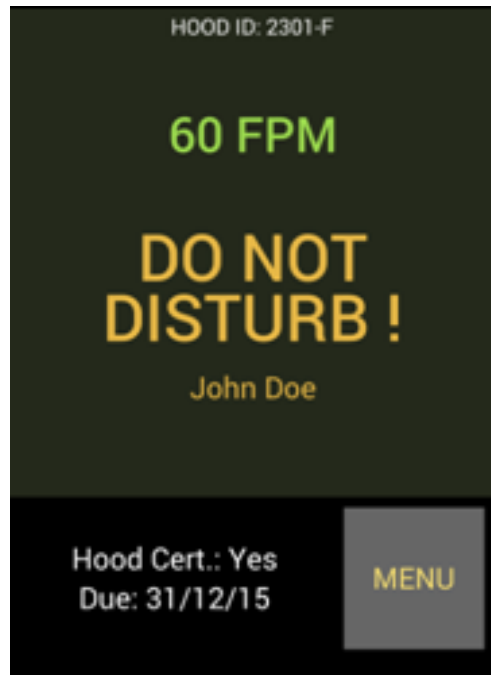 HOOD ID: 2301-F
60 FPM
DO NOT
DISTURB !
John Doe
Hood Cert.: Yes
Due: 31/12/15
MENU